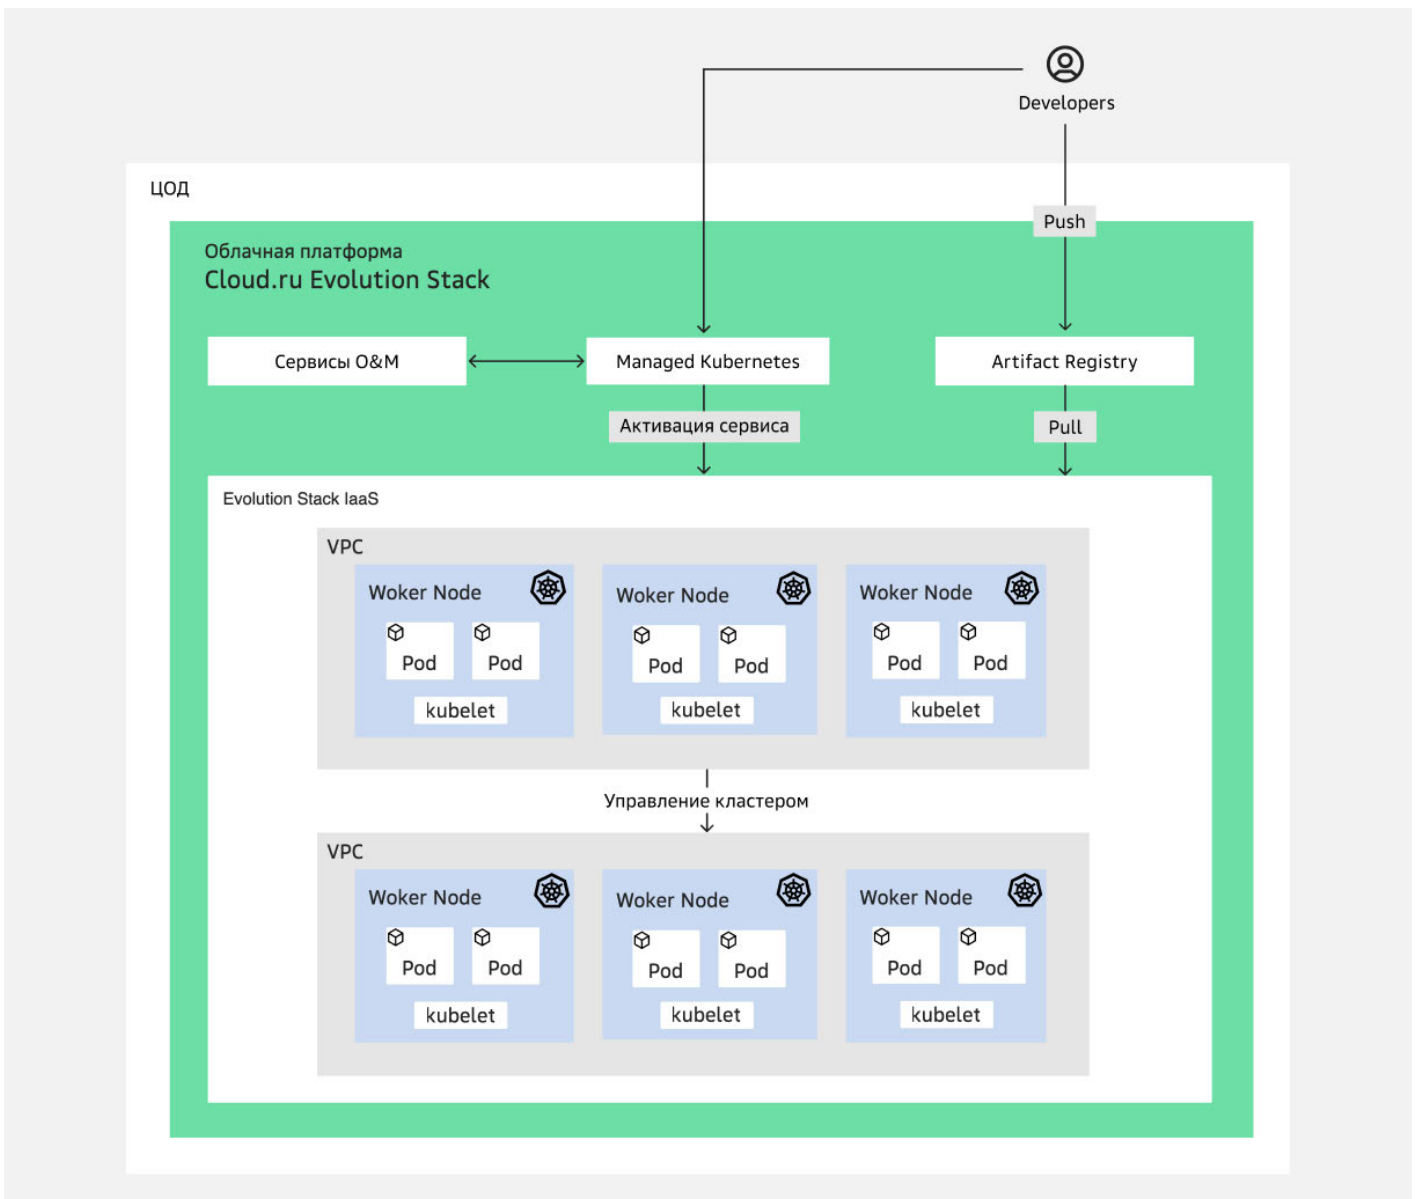 Developers
ЦОД
Push
Облачная платформа
Cloud.ru Evolution Stack
Сервисы O&M
Managed Kubernetes
Artifact Registry
Активация сервиса
Pull
Evolution Stack IaaS
VPC
Woker Node
Woker Node
Woker Node
Pod Pod
Pod Pod
Pod Pod
kubelet
kubelet
kubelet
Управление кластером
VPC
Woker Node
Woker Node
Woker Node
Pod Pod
Pod Pod
Pod Pod
kubelet
kubelet
kubelet